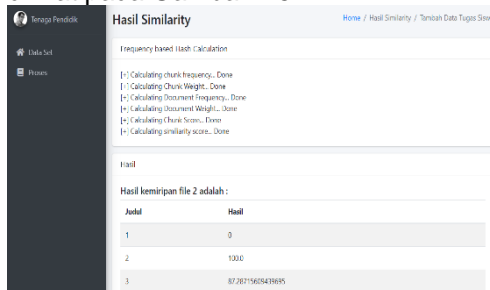 Tenaga Pendidik
Hasil Similarity
Home / Hasil Similarity / Tambah Data Tugas Sisw
Data Set
Proses
Frequency based Hash Calculation
[+] Calculating chunk frequency... Done
[+] Calculating Chunk Weight... Done
[+] Calculating Document Frequency... Done
[+] Calculating Document Weight... Done
[+] Calculating Chunk Score... Done
[+] Calculating similiarity score... Done
Hasil
Hasil kemiripan file 2 adalah :
Judul Hasil
1 0
2 100.0
3 87.28715609439695